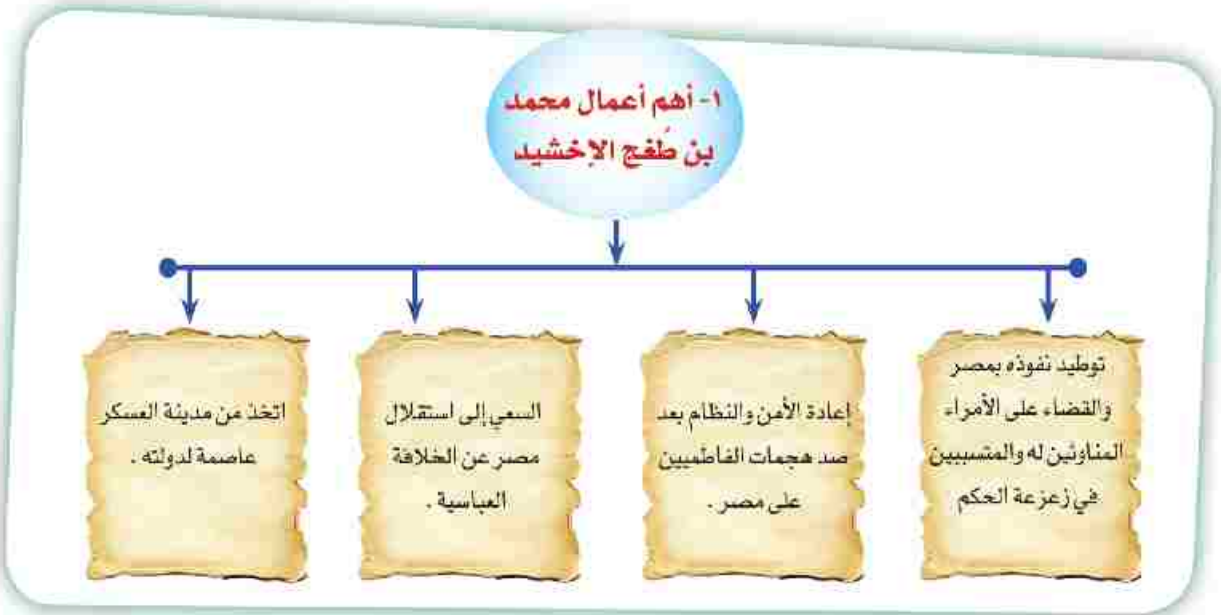 ١- أهم أعمال محمد
بن طُغج الإخشيد
توطيد نفوذه بمصر
والقضاء على الأمراء
المناوئين له والمتسببين
في زعزعة الحكم
إعادة الأمن والنظام بعد
صد هجمات الفاطميين
على مصر .
السعي إلى استقلال
مصر عن الخلافة
العباسية .
اتخذ من مدينة العسكر
عاصمة لدولته .